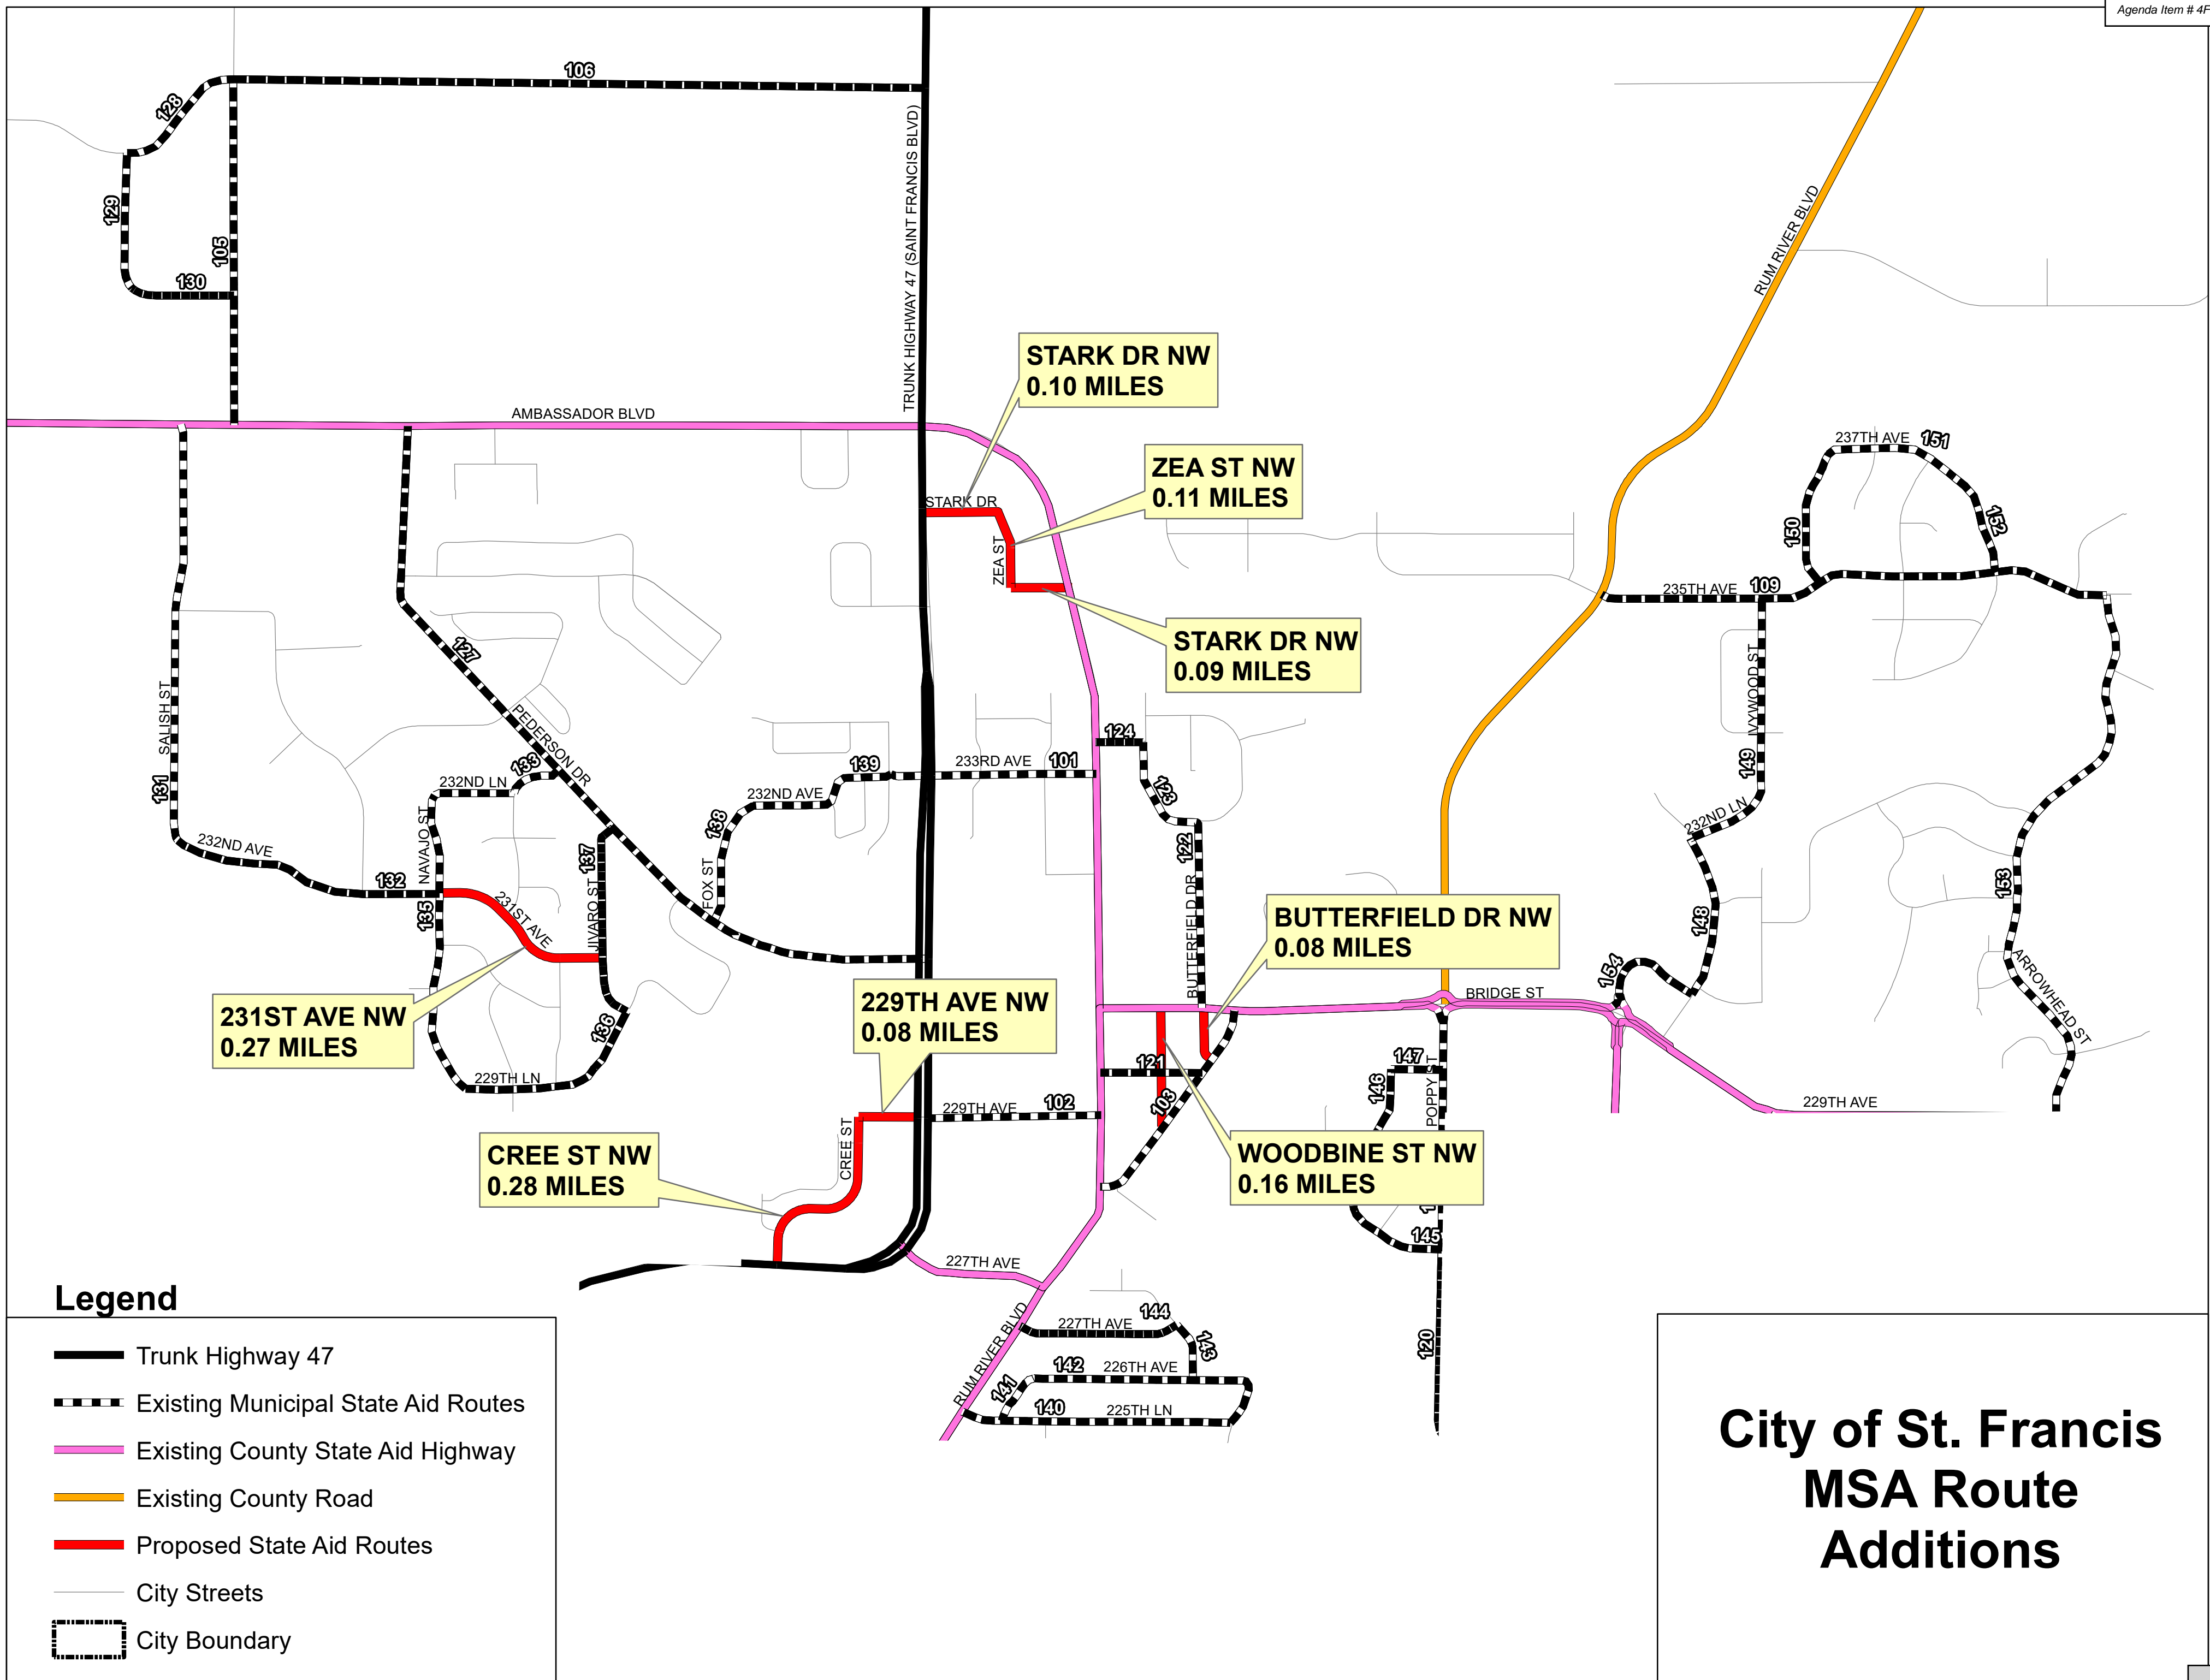 Agenda Item # 4F
106
128
129
105
130
TRUNK HIGHWAY 47 (SAINT FRANCIS BLVD)
RUM RIVER BLVD
AMBASSADOR BLVD
STARK DR NW
0.10 MILES
ZEA ST NW
0.11 MILES
STARK DR
ZEA ST
STARK DR NW
0.09 MILES
237TH AVE
151
150
152
235TH AVE
109
IVYWOOD ST
149
232ND LN
148
154
153
ARROWHEAD ST
127
PEDERSON DR
SALISH ST
131
232ND AVE
132
232ND LN
133
NAVAJO ST
135
231ST AVE
137
JIVARO ST
136
229TH LN
139
232ND AVE
138
FOX ST
233RD AVE
101
124
123
122
BUTTERFIELD DR
BUTTERFIELD DR NW
0.08 MILES
BRIDGE ST
231ST AVE NW
0.27 MILES
229TH AVE NW
0.08 MILES
121
103
147
146
POPPY ST
229TH AVE
229TH AVE
102
CREE ST
CREE ST NW
0.28 MILES
WOODBINE ST NW
0.16 MILES
145
120
227TH AVE
RUM RIVER BLVD
227TH AVE
144
143
142
226TH AVE
141
140
225TH LN
Legend
Trunk Highway 47
Existing Municipal State Aid Routes
Existing County State Aid Highway
Existing County Road
Proposed State Aid Routes
City Streets
City Boundary
City of St. Francis
MSA Route
Additions